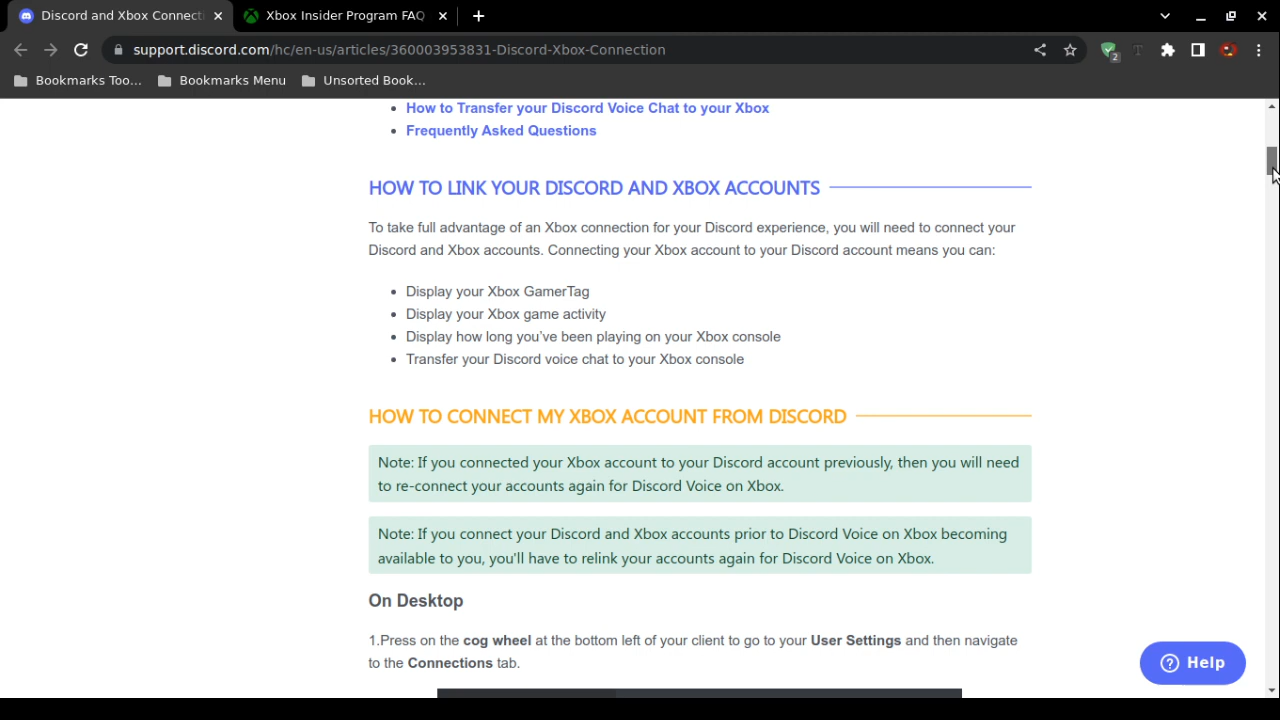 Discord and Xbox Connecti
Xbox Insider Program FAQ
support.discord.com/hc/en-us/articles/360003953831-Discord-Xbox-Connection
2
T
Bookmarks Too...
Bookmarks Menu
Unsorted Book...
• How to Transfer your Discord Voice Chat to your Xbox
• Frequently Asked Questions
HOW TO LINK YOUR DISCORD AND XBOX ACCOUNTS
To take full advantage of an Xbox connection for your Discord experience, you will need to connect your
Discord and Xbox accounts. Connecting your Xbox account to your Discord account means you can:
• Display your Xbox GamerTag
• Display your Xbox game activity
• Display how long you've been playing on your Xbox console
• Transfer your Discord voice chat to your Xbox console
HOW TO CONNECT MY XBOX ACCOUNT FROM DISCORD
Note: If you connected your Xbox account to your Discord account previously, then you will need
to re-connect your accounts again for Discord Voice on Xbox.
Note: If you connect your Discord and Xbox accounts prior to Discord Voice on Xbox becoming
available to you, you'll have to relink your accounts again for Discord Voice on Xbox.
On Desktop
1.Press on the cog wheel at the bottom left of your client to go to your User Settings and then navigate
to the Connections tab.
Help